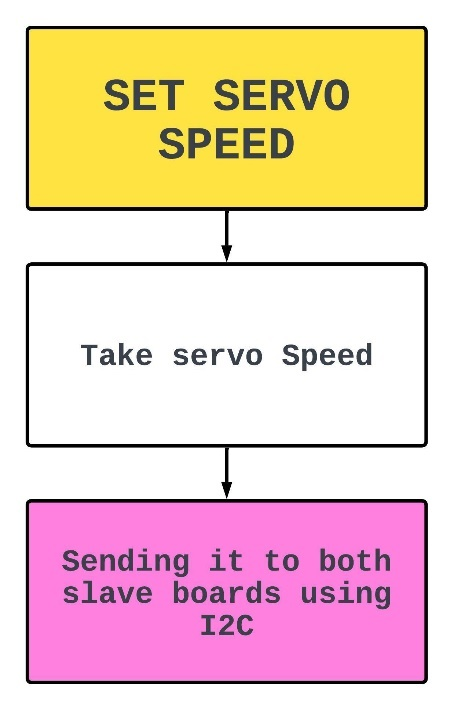 SET SERVO
SPEED
Take servo Speed
Sending it to both
slave boards using
I2C